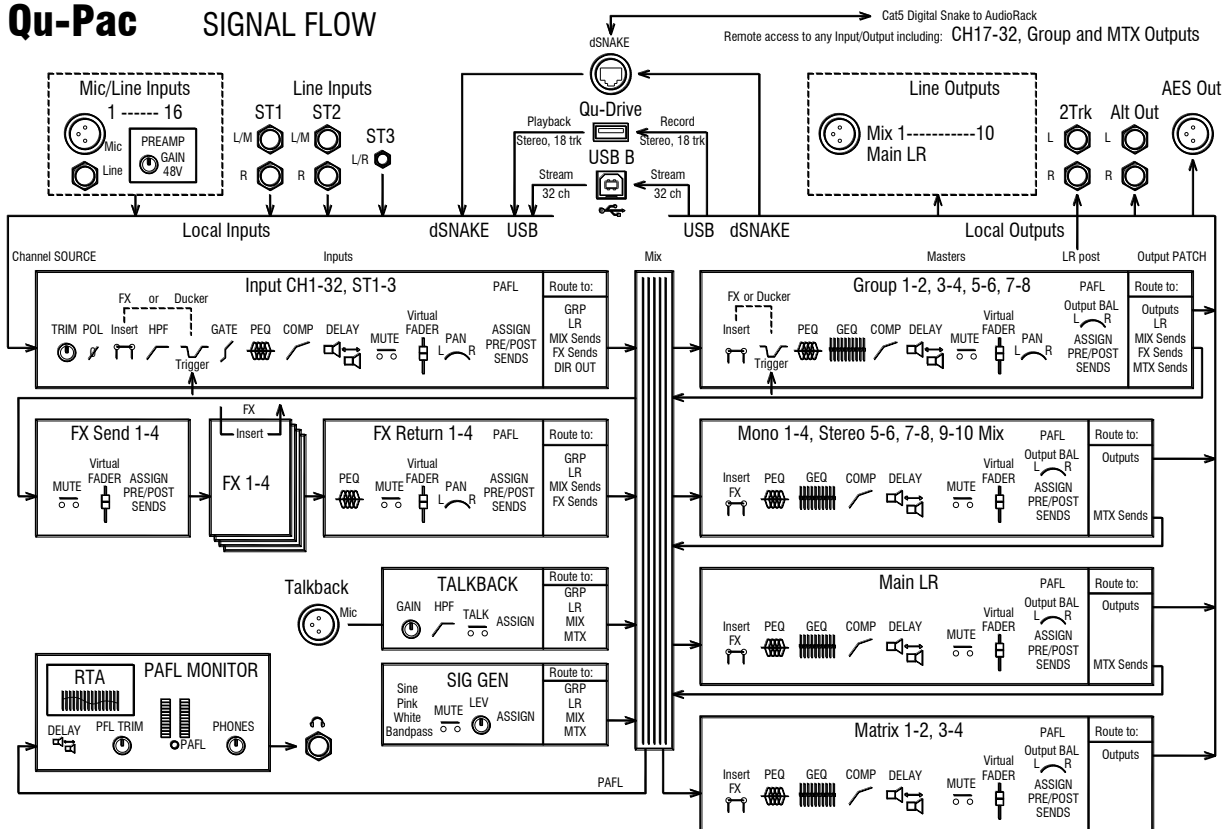 Qu-Pac SIGNAL FLOW
Cat5 Digital Snake to AudioRack
Remote access to any Input/Output including: CH17-32, Group and MTX Outputs
dSNAKE
Mic/Line Inputs
1 ------ 16
Mic
Line
PREAMP
GAIN
48V
Line Inputs
ST1
ST2
ST3
L/M
L/M
L/R
R
R
Qu-Drive
Playback
Stereo, 18 trk
Record
Stereo, 18 trk
USB B
Stream
32 ch
Stream
32 ch
Line Outputs
Mix 1-----------10
Main LR
2Trk
Alt Out
AES Out
L
L
R
R
Local Inputs
dSNAKE
USB
USB
dSNAKE
Local Outputs
Channel SOURCE
Inputs
Mix
Masters
LR post
Output PATCH
Input CH1-32, ST1-3
PAFL
Route to:
FX or Ducker
TRIM
POL
Insert
HPF
Trigger
GATE
PEQ
COMP
DELAY
MUTE
Virtual
FADER
PAN
L
R
ASSIGN
PRE/POST
SENDS
GRP
LR
MIX Sends
FX Sends
DIR OUT
Group 1-2, 3-4, 5-6, 7-8
PAFL
Route to:
FX or Ducker
Insert
Trigger
PEQ
GEQ
COMP
DELAY
MUTE
Virtual
FADER
PAN
L
R
Output BAL
L
R
ASSIGN
PRE/POST
SENDS
Outputs
LR
MIX Sends
FX Sends
MTX Sends
FX Send 1-4
MUTE
Virtual
FADER
ASSIGN
PRE/POST
SENDS
FX
Insert
FX 1-4
FX Return 1-4
PAFL
Route to:
PEQ
MUTE
Virtual
FADER
PAN
L
R
ASSIGN
PRE/POST
SENDS
GRP
LR
MIX Sends
FX Sends
Mono 1-4, Stereo 5-6, 7-8, 9-10 Mix
PAFL
Route to:
Insert
FX
PEQ
GEQ
COMP
DELAY
MUTE
Virtual
FADER
Output BAL
L
R
ASSIGN
PRE/POST
SENDS
Outputs
MTX Sends
Talkback
Mic
TALKBACK
Route to:
GAIN
HPF
TALK
ASSIGN
GRP
LR
MIX
MTX
Main LR
PAFL
Route to:
Insert
FX
PEQ
GEQ
COMP
DELAY
MUTE
Virtual
FADER
Output BAL
L
R
ASSIGN
PRE/POST
SENDS
Outputs
MTX Sends
RTA
PAFL MONITOR
DELAY
PFL TRIM
PAFL
PHONES
SIG GEN
Route to:
Sine
Pink
White
Bandpass
MUTE
LEV
ASSIGN
GRP
LR
MIX
MTX
PAFL
Matrix 1-2, 3-4
PAFL
Route to:
Insert
FX
PEQ
GEQ
COMP
DELAY
MUTE
Virtual
FADER
Output BAL
L
R
ASSIGN
PRE/POST
SENDS
Outputs